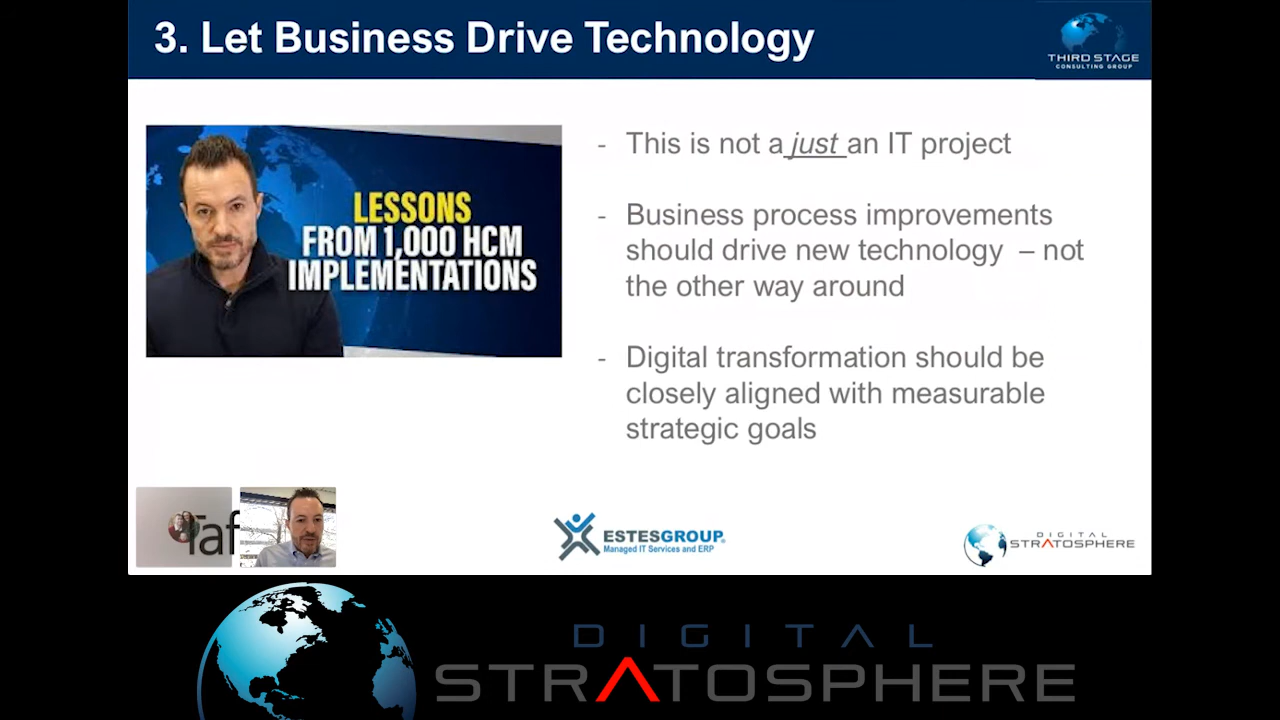 3. Let Business Drive Technology
THIRD STAGE
CONSULTING GROUP
LESSONS
FROM 1,000 HCM
IMPLEMENTATIONS
- This is not a just an IT project
- Business process improvements
should drive new technology – not
the other way around
- Digital transformation should be
closely aligned with measurable
strategic goals
Taf
ESTESGROUP
Managed IT Services and ERP
DIGITAL
STRATOSPHERE
DIGITAL
STRATOSPHERE